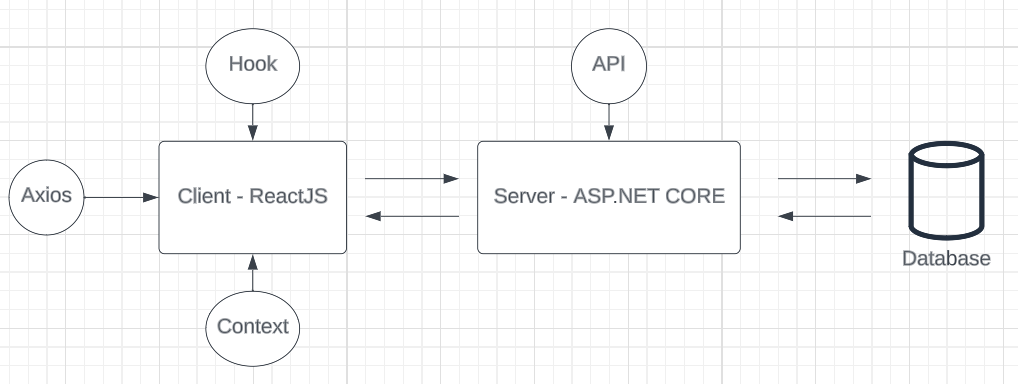 Hook
API
Axios
Client - ReactJS
Server - ASP.NET CORE
Database
Context